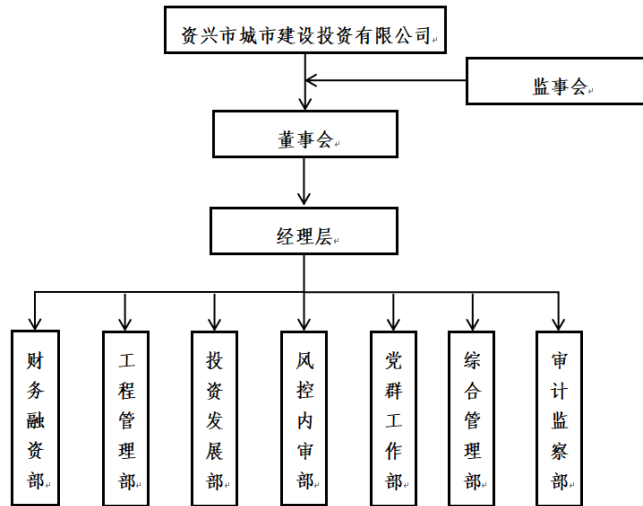 资兴市城市建设投资有限公司
监事会
董事会
经理层
财务融资部
工程管理部
投资发展部
风控内审部
党群工作部
综合管理部
审计监察部